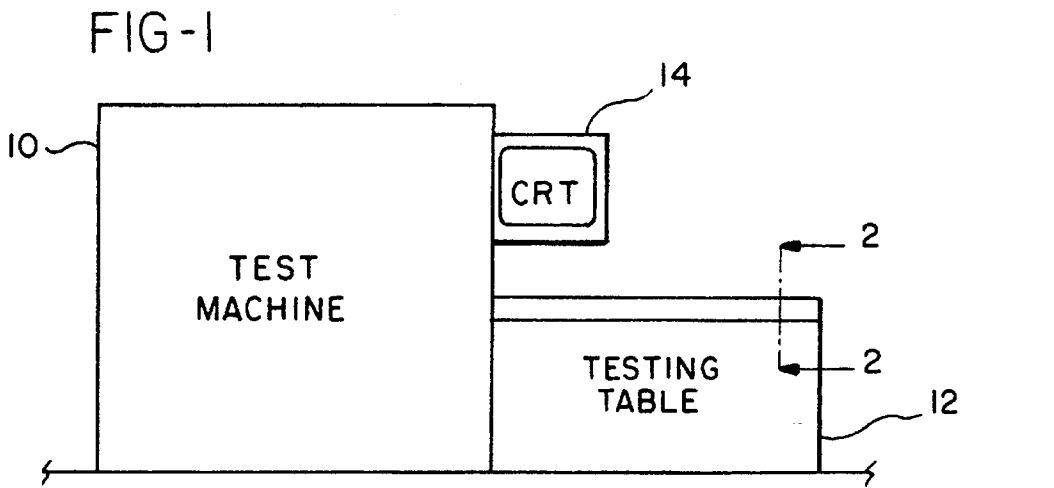 FIG-1
14
10
CRT
2
TEST
MACHINE
TESTING
TABLE
2
12